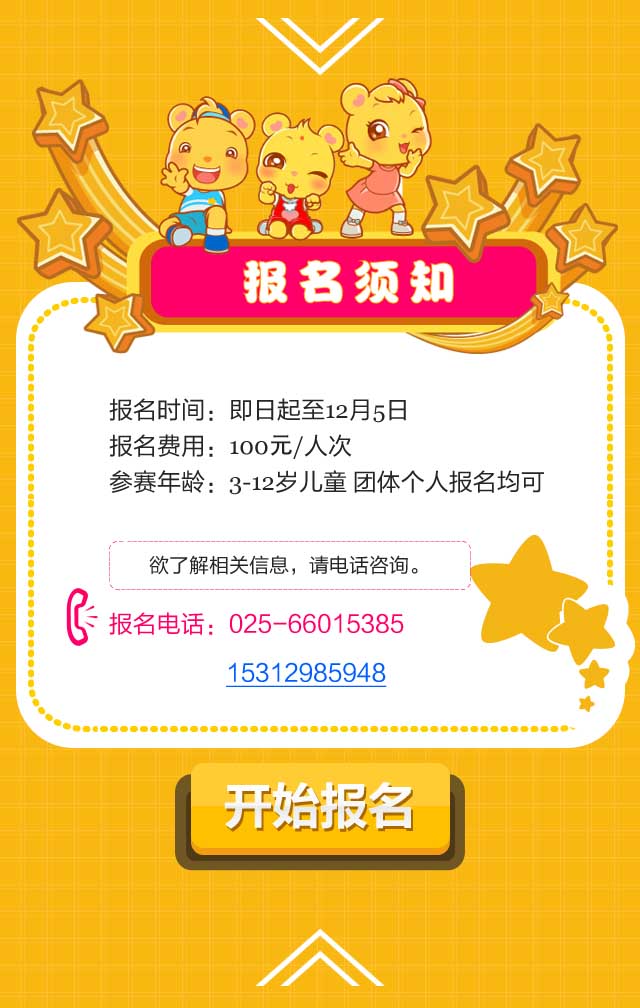 报名须知
报名时间：即日起至12月5日
报名费用：100元/人次
参赛年龄：3-12岁儿童 团体个人报名均可
欲了解相关信息，请电话咨询。
报名电话：025-66015385
15312985948
开始报名